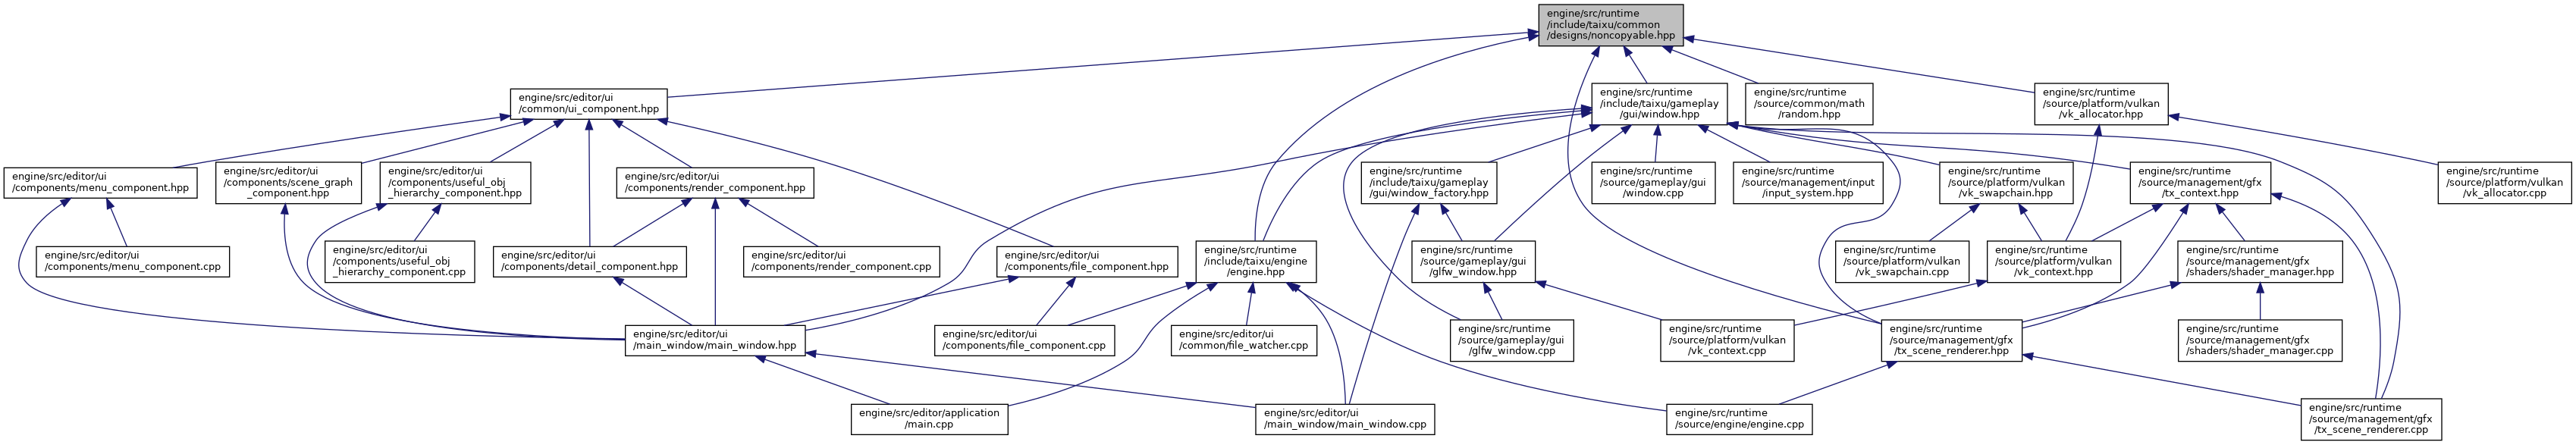 engine/src/runtime
/include/taixu/common
/designs/noncopyable.hpp
engine/src/editor/ui
/common/ui_component.hpp
engine/src/runtime
/include/taixu/gameplay
/gui/window.hpp
engine/src/runtime
/source/common/math
/random.hpp
engine/src/runtime
/source/platform/vulkan
/vk_allocator.hpp
engine/src/editor/ui
/components/menu_component.hpp
engine/src/editor/ui
/components/scene_graph
_component.hpp
engine/src/editor/ui
/components/useful_obj
_hierarchy_component.hpp
engine/src/editor/ui
/components/render_component.hpp
engine/src/runtime
/include/taixu/gameplay
/gui/window_factory.hpp
engine/src/runtime
/source/gameplay/gui
/window.cpp
engine/src/runtime
/source/management/input
/input_system.hpp
engine/src/runtime
/source/platform/vulkan
/vk_swapchain.hpp
engine/src/runtime
/source/management/gfx
/tx_context.hpp
engine/src/runtime
/source/platform/vulkan
/vk_allocator.cpp
engine/src/editor/ui
/components/menu_component.cpp
engine/src/editor/ui
/components/useful_obj
_hierarchy_component.cpp
engine/src/editor/ui
/components/detail_component.hpp
engine/src/editor/ui
/components/render_component.cpp
engine/src/editor/ui
/components/file_component.hpp
engine/src/runtime
/include/taixu/engine
/engine.hpp
engine/src/runtime
/source/gameplay/gui
/glfw_window.hpp
engine/src/runtime
/source/platform/vulkan
/vk_swapchain.cpp
engine/src/runtime
/source/platform/vulkan
/vk_context.hpp
engine/src/runtime
/source/management/gfx
/shaders/shader_manager.hpp
engine/src/editor/ui
/main_window/main_window.hpp
engine/src/editor/ui
/components/file_component.cpp
engine/src/editor/ui
/common/file_watcher.cpp
engine/src/runtime
/source/gameplay/gui
/glfw_window.cpp
engine/src/runtime
/source/platform/vulkan
/vk_context.cpp
engine/src/runtime
/source/management/gfx
/tx_scene_renderer.hpp
engine/src/runtime
/source/management/gfx
/shaders/shader_manager.cpp
engine/src/editor/application
/main.cpp
engine/src/editor/ui
/main_window/main_window.cpp
engine/src/runtime
/source/engine/engine.cpp
engine/src/runtime
/source/management/gfx
/tx_scene_renderer.cpp